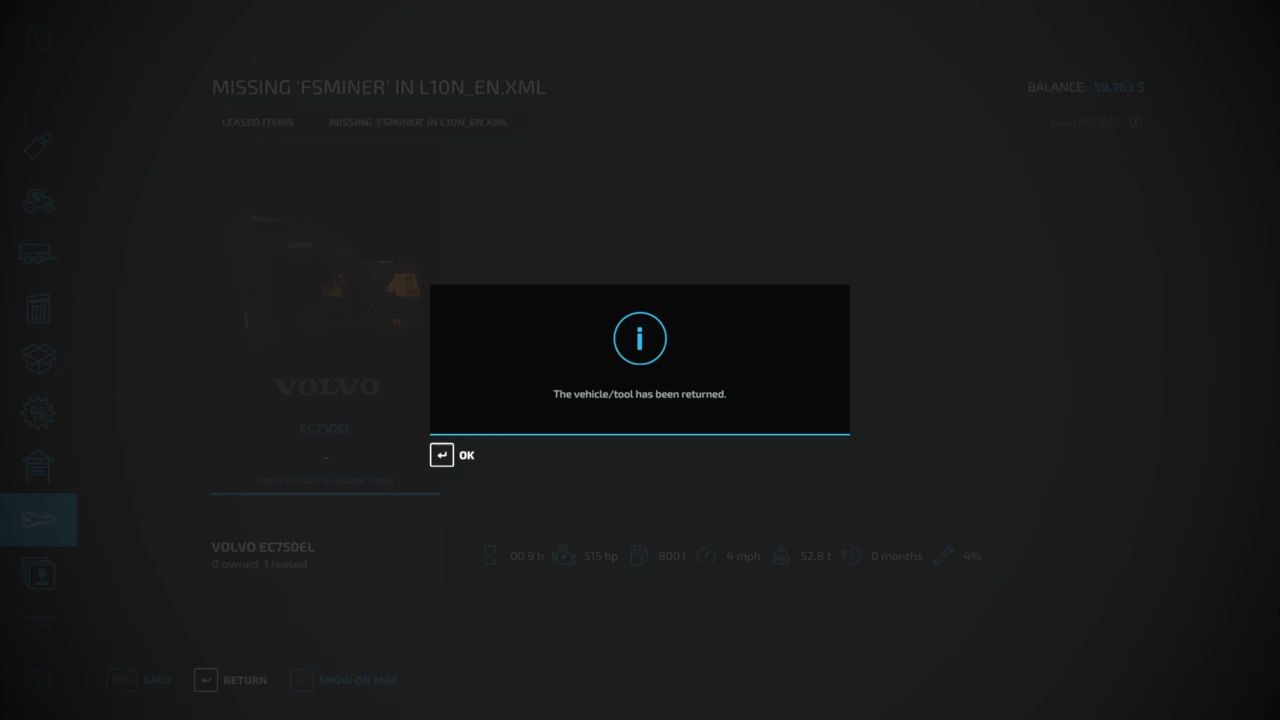 MISSING 'FSMINER' IN L10N_EN.XML
BALANCE: 59,763 $
LEASED ITEMS MISSING 'FSMINER' IN L10N_EN.XML
VOLVO
EC750EL
The vehicle/tool has been returned.
OK
VOLVO EC750EL
0 owned, 1 leased
00.9 h 515 hp 800 l 4 mph 52.8 t 0 months 4%
BACK RETURN SHOW ON MAP